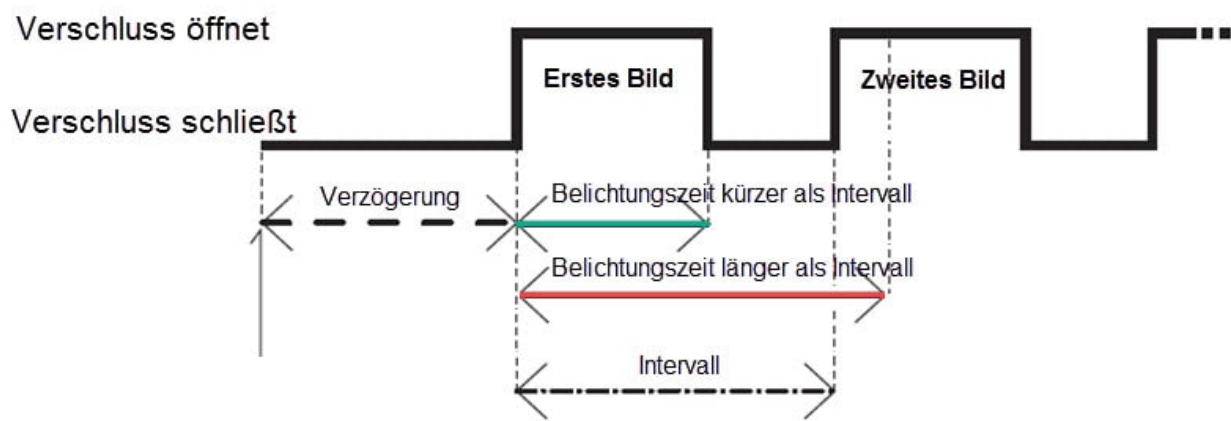 Verschluss öffnet
Erstes Bild
Zweites Bild
Verschluss schließt
Verzögerung
Belichtungszeit kürzer als Intervall
Belichtungszeit länger als Intervall
Intervall